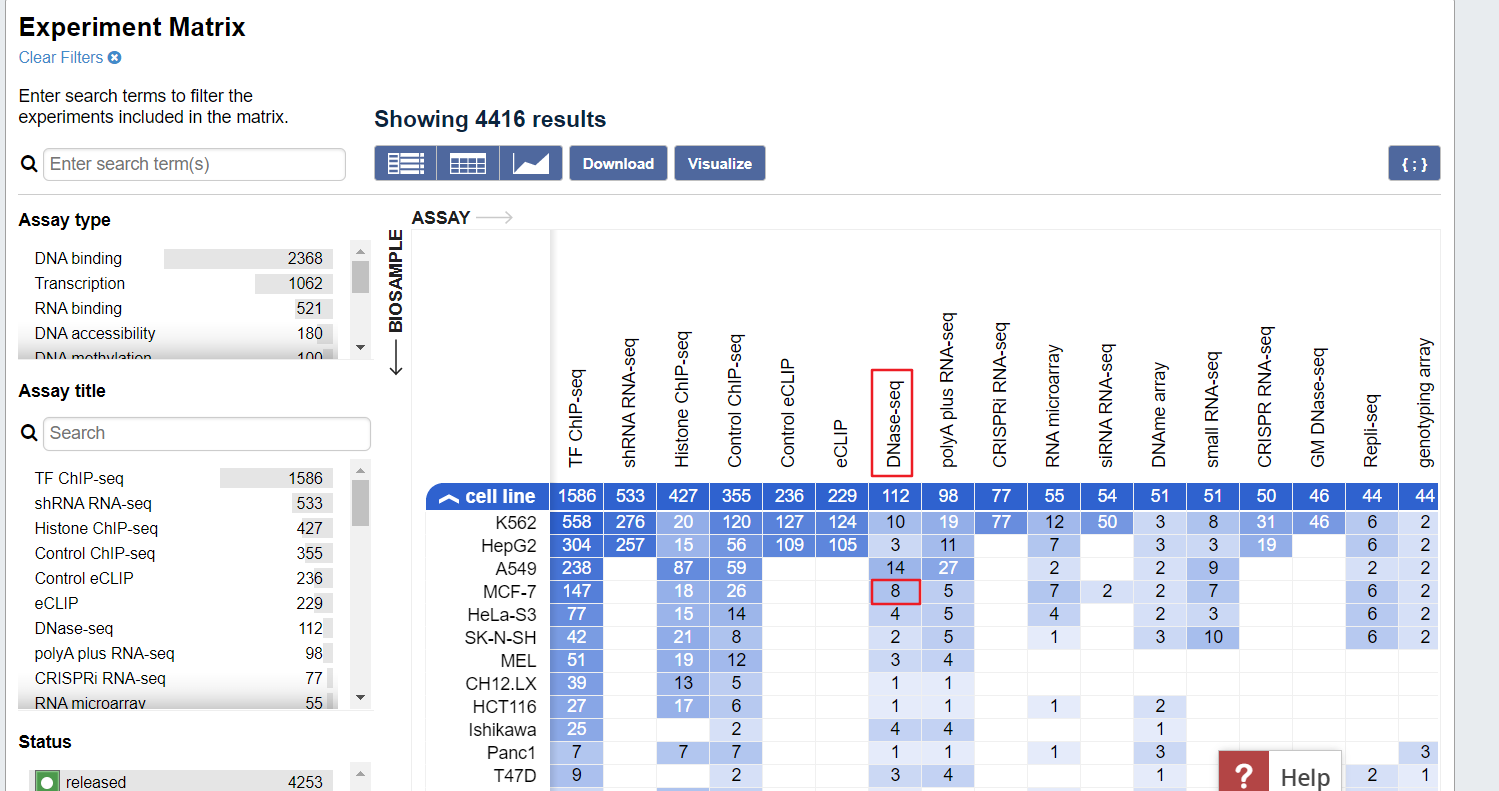 Experiment Matrix
Clear Filters
Enter search terms to filter the
experiments included in the matrix.
Enter search term(s)
Showing 4416 results
Download Visualize { ; }
Assay type
DNA binding 2368
Transcription 1062
RNA binding 521
DNA accessibility 180
DNA methylation 100
Assay title
Search
TF ChIP-seq 1586
shRNA RNA-seq 533
Histone ChIP-seq 427
Control ChIP-seq 355
Control eCLIP 236
eCLIP 229
DNase-seq 112
polyA plus RNA-seq 98
CRISPRi RNA-seq 77
RNA microarray 55
Status
released 4253
ASSAY
BIOSAMPLE
TF ChIP-seq
shRNA RNA-seq
Histone ChIP-seq
Control ChIP-seq
Control eCLIP
eCLIP
DNase-seq
polyA plus RNA-seq
CRISPRi RNA-seq
RNA microarray
siRNA RNA-seq
DNAme array
small RNA-seq
CRISPR RNA-seq
GM DNase-seq
Repli-seq
genotyping array
cell line 1586 533 427 355 236 229 112 98 77 55 54 51 51 50 46 44 44
K562 558 276 20 120 127 124 10 19 77 12 50 3 8 31 46 6 2
HepG2 304 257 15 56 109 105 3 11 7 3 3 19 6 2
A549 238 87 59 14 27 2 2 9 2 2
MCF-7 147 18 26 8 5 7 2 2 7 6 2
HeLa-S3 77 15 14 4 5 4 2 3 6 2
SK-N-SH 42 21 8 2 5 1 3 10 6 2
MEL 51 19 12 3 4
CH12.LX 39 13 5 1 1
HCT116 27 17 6 1 1 1 2
Ishikawa 25 2 4 4 1
Panc1 7 7 7 1 1 1 3 3
T47D 9 2 3 4 1 2 1
? Help